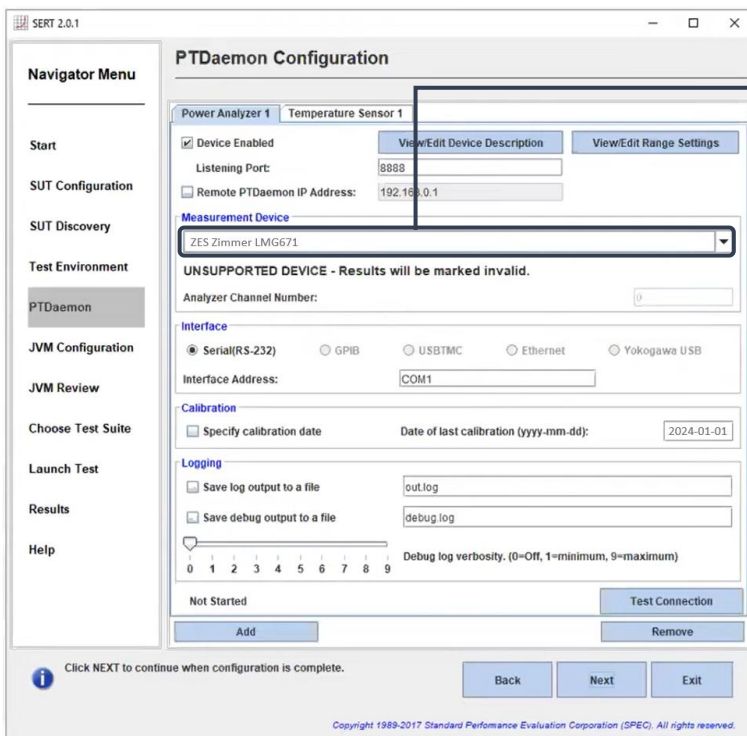 SERT 2.0.1
Navigator Menu
Start
SUT Configuration
SUT Discovery
Test Environment
PTDaemon
JVM Configuration
JVM Review
Choose Test Suite
Launch Test
Results
Help
PTDaemon Configuration
Power Analyzer 1 Temperature Sensor 1
Device Enabled View/Edit Device Description View/Edit Range Settings
Listening Port: 8888
Remote PTDaemon IP Address: 192.168.0.1
Measurement Device
ZES Zimmer LMG671
UNSUPPORTED DEVICE - Results will be marked invalid.
Analyzer Channel Number: 0
Interface
Serial(RS-232) GPIB USBTMC Ethernet Yokogawa USB
Interface Address: COM1
Calibration
Specify calibration date Date of last calibration (yyyy-mm-dd): 2024-01-01
Logging
Save log output to a file out.log
Save debug output to a file debug.log
0 1 2 3 4 5 6 7 8 9 Debug log verbosity. (0=Off, 1=minimum, 9=maximum)
Not Started Test Connection
Add Remove
Click NEXT to continue when configuration is complete.
Back Next Exit
Copyright 1989-2017 Standard Perfomance Evaluation Corporation (SPEC). All rights reserved.